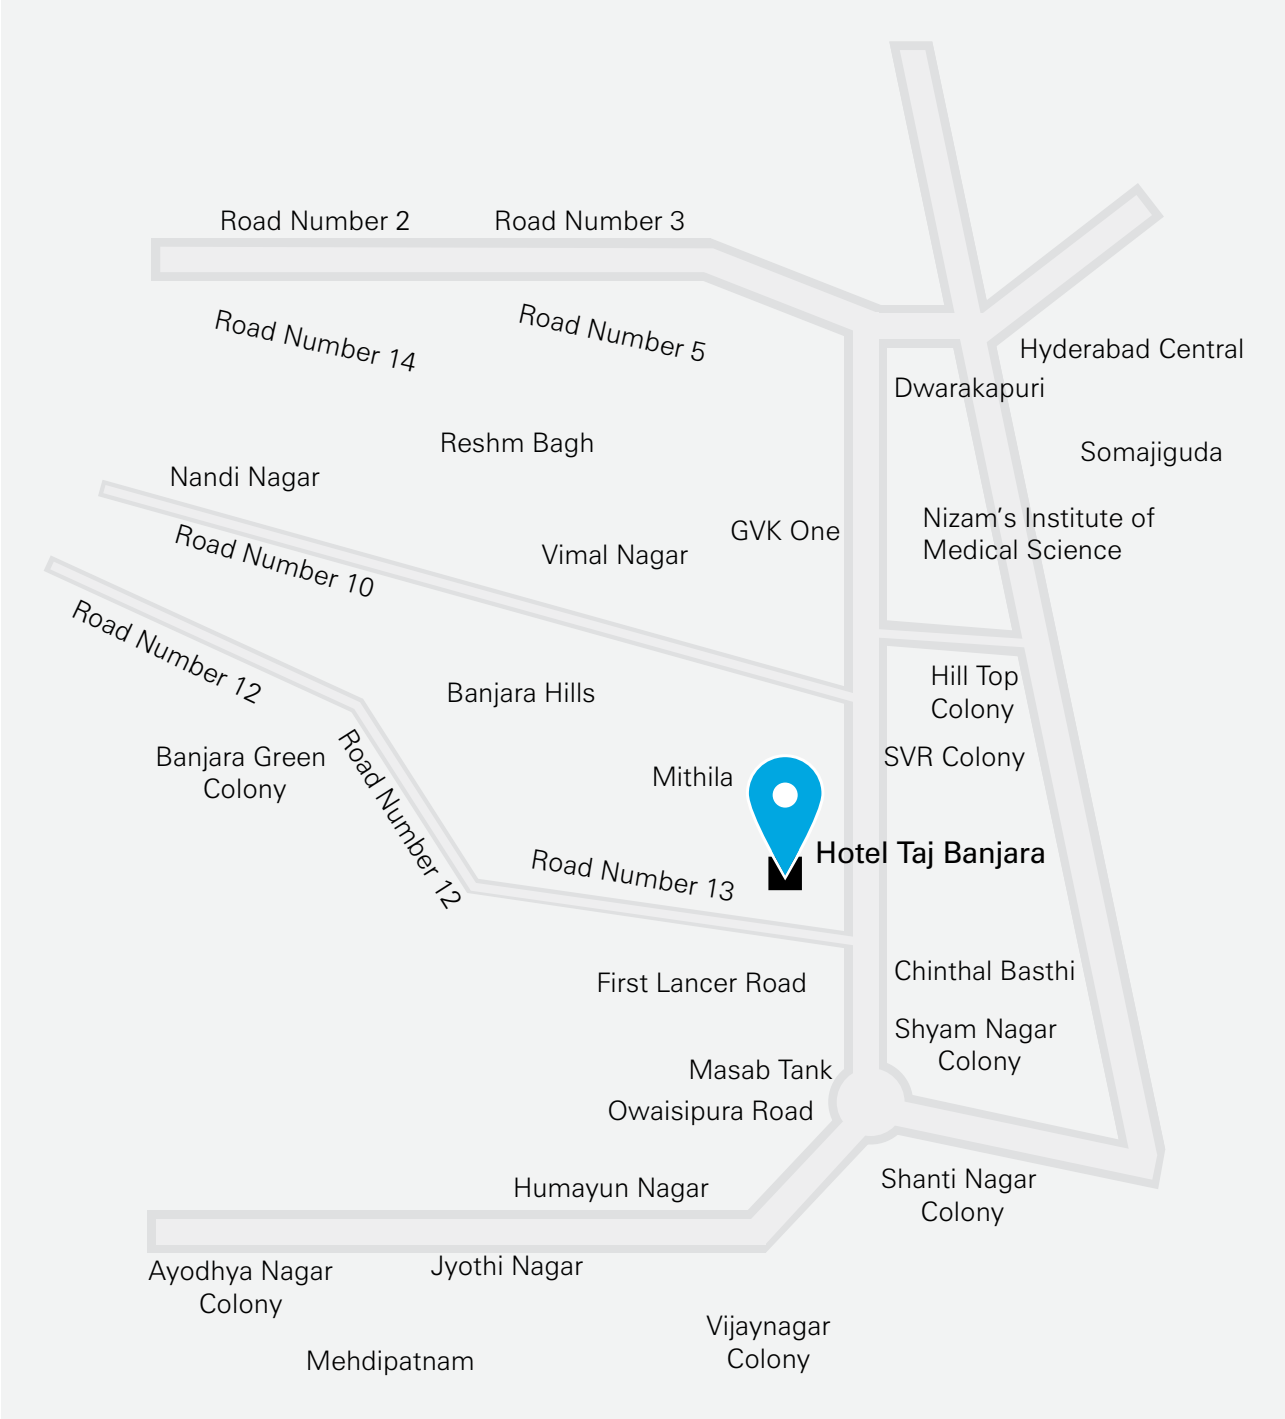 Road Number 2
Road Number 3
Road Number 14
Road Number 5
Hyderabad Central
Dwarakapuri
Reshm Bagh
Somajiguda
Nandi Nagar
Road Number 10
GVK One
Nizam’s Institute of
Medical Science
Vimal Nagar
Road Number 12
Banjara Hills
Hill Top
Colony
Banjara Green
Colony
Road Number 12
Mithila
SVR Colony
Hotel Taj Banjara
Road Number 13
First Lancer Road
Chinthal Basthi
Shyam Nagar
Colony
Masab Tank
Owaisipura Road
Humayun Nagar
Shanti Nagar
Colony
Ayodhya Nagar
Colony
Jyothi Nagar
Vijaynagar
Colony
Mehdipatnam